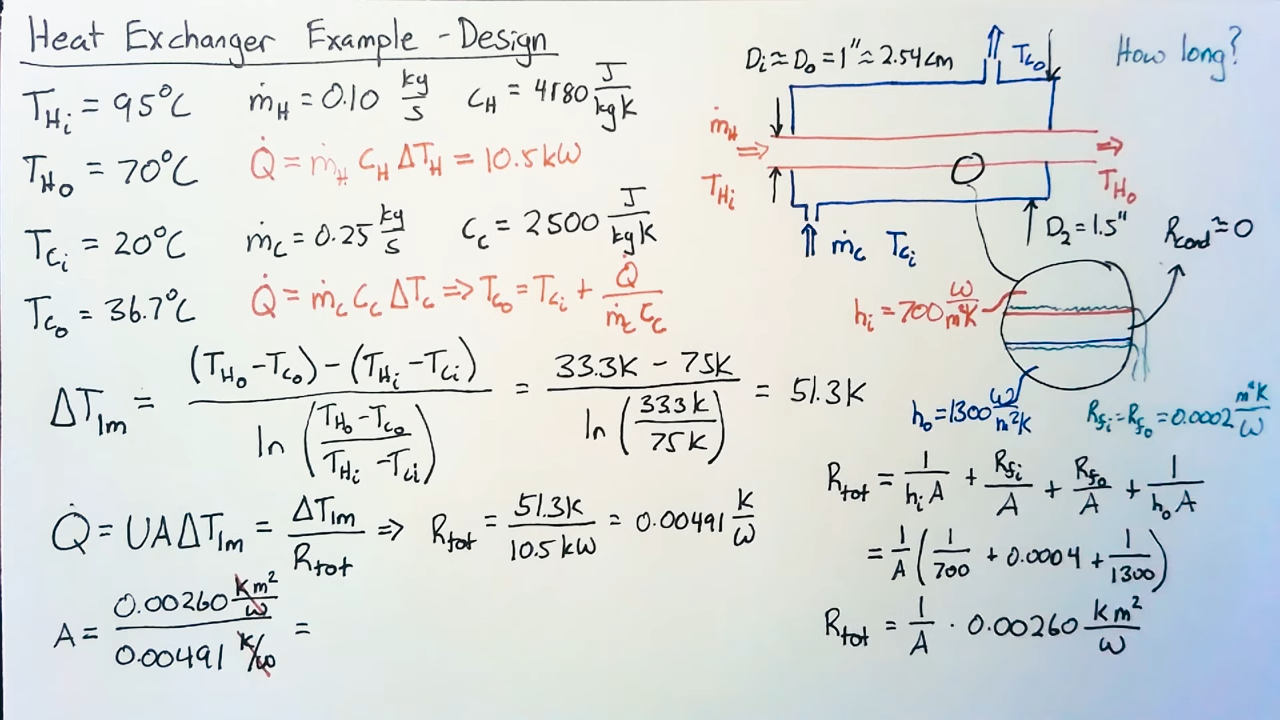 Heat Exchanger Example - Design
T_Hi = 95°C ṁ_H = 0.10 kg/s C_H = 4180 J/kgK
T_Ho = 70°C Q̇ = ṁ_H C_H ΔT_H = 10.5 kW
T_Ci = 20°C ṁ_C = 0.25 kg/s C_C = 2500 J/kgK
T_Co = 36.7°C Q̇ = ṁ_C C_C ΔT_C ⇒ T_Co = T_Ci + Q̇/(ṁ_C C_C)
ΔT_lm = ((T_Ho - T_Co) - (T_Hi - T_Ci))/ln((T_Ho - T_Co)/(T_Hi - T_Ci)) = (33.3K - 75K)/ln(33.3K/75K) = 51.3K
Q̇ = UAΔT_lm = ΔT_lm/R_tot ⇒ R_tot = 51.3K/10.5kW = 0.00491 K/W
A = 0.00260 Km²/W / 0.00491 K/W =
How long?
D_i ≈ D_o = 1" ≈ 2.54cm
T_Co
ṁ_H
T_Hi
T_Ho
ṁ_C T_Ci
D_2 = 1.5"
R_cond ≈ 0
h_i = 700 W/m²K
h_o = 1300 W/m²K
R_fi = R_fo = 0.0002 m²K/W
R_tot = 1/(h_i A) + R_fi/A + R_fo/A + 1/(h_o A)
= 1/A (1/700 + 0.0004 + 1/1300)
R_tot = 1/A · 0.00260 Km²/W